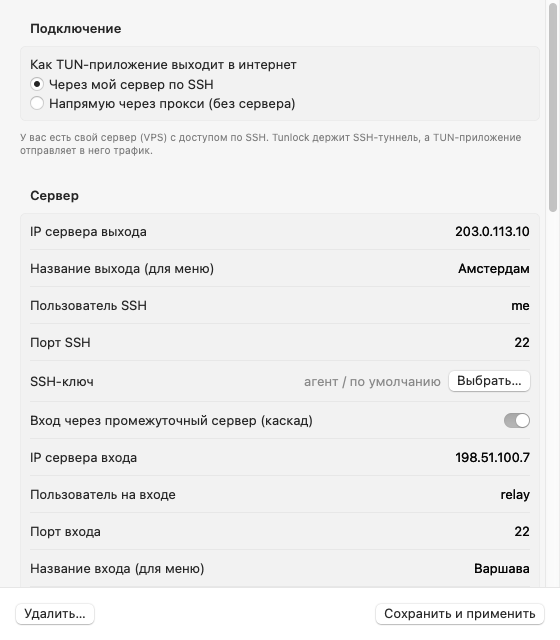 Подключение
Как TUN-приложение выходит в интернет
Через мой сервер по SSH
Напрямую через прокси (без сервера)
У вас есть свой сервер (VPS) с доступом по SSH. Tunlock держит SSH-туннель, а TUN-приложение
отправляет в него трафик.
Сервер
IP сервера выхода 203.0.113.10
Название выхода (для меню) Амстердам
Пользователь SSH me
Порт SSH 22
SSH-ключ агент / по умолчанию Выбрать...
Вход через промежуточный сервер (каскад)
IP сервера входа 198.51.100.7
Пользователь на входе relay
Порт входа 22
Название входа (для меню) Варшава
Удалить... Сохранить и применить